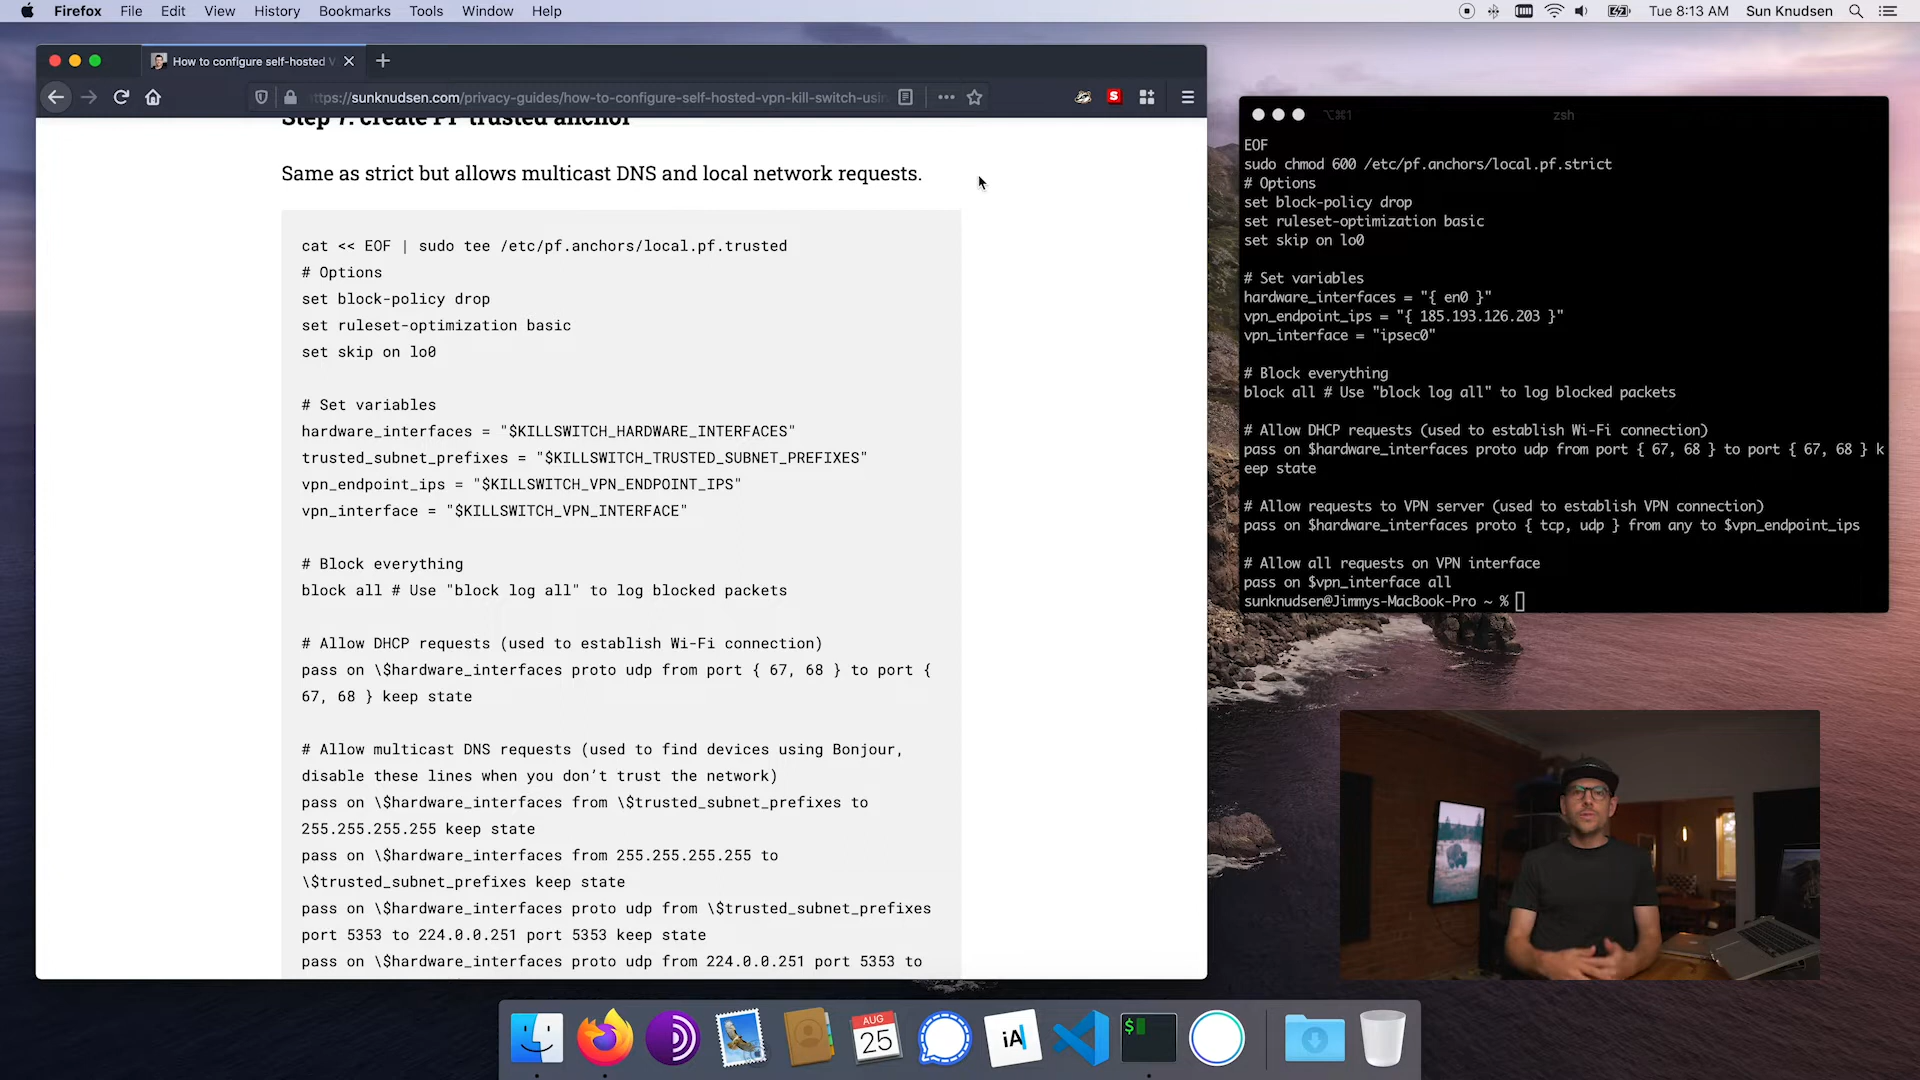 Firefox File Edit View History Bookmarks Tools Window Help
Tue 8:13 AM Sun Knudsen
How to configure self-hosted V
ttps://sunknudsen.com/privacy-guides/how-to-configure-self-hosted-vpn-kill-switch-usin
S
Step 7: create PF trusted anchor
Same as strict but allows multicast DNS and local network requests.
cat << EOF | sudo tee /etc/pf.anchors/local.pf.trusted
# Options
set block-policy drop
set ruleset-optimization basic
set skip on lo0
# Set variables
hardware_interfaces = "$KILLSWITCH_HARDWARE_INTERFACES"
trusted_subnet_prefixes = "$KILLSWITCH_TRUSTED_SUBNET_PREFIXES"
vpn_endpoint_ips = "$KILLSWITCH_VPN_ENDPOINT_IPS"
vpn_interface = "$KILLSWITCH_VPN_INTERFACE"
# Block everything
block all # Use "block log all" to log blocked packets
# Allow DHCP requests (used to establish Wi-Fi connection)
pass on \$hardware_interfaces proto udp from port { 67, 68 } to port {
67, 68 } keep state
# Allow multicast DNS requests (used to find devices using Bonjour,
disable these lines when you don’t trust the network)
pass on \$hardware_interfaces from \$trusted_subnet_prefixes to
255.255.255.255 keep state
pass on \$hardware_interfaces from 255.255.255.255 to
\$trusted_subnet_prefixes keep state
pass on \$hardware_interfaces proto udp from \$trusted_subnet_prefixes
port 5353 to 224.0.0.251 port 5353 keep state
pass on \$hardware_interfaces proto udp from 224.0.0.251 port 5353 to
⌥⌘1 zsh
EOF
sudo chmod 600 /etc/pf.anchors/local.pf.strict
# Options
set block-policy drop
set ruleset-optimization basic
set skip on lo0
# Set variables
hardware_interfaces = "{ en0 }"
vpn_endpoint_ips = "{ 185.193.126.203 }"
vpn_interface = "ipsec0"
# Block everything
block all # Use "block log all" to log blocked packets
# Allow DHCP requests (used to establish Wi-Fi connection)
pass on $hardware_interfaces proto udp from port { 67, 68 } to port { 67, 68 } k
eep state
# Allow requests to VPN server (used to establish VPN connection)
pass on $hardware_interfaces proto { tcp, udp } from any to $vpn_endpoint_ips
# Allow all requests on VPN interface
pass on $vpn_interface all
sunknudsen@Jimmys-MacBook-Pro ~ %
AUG
25
iA
$